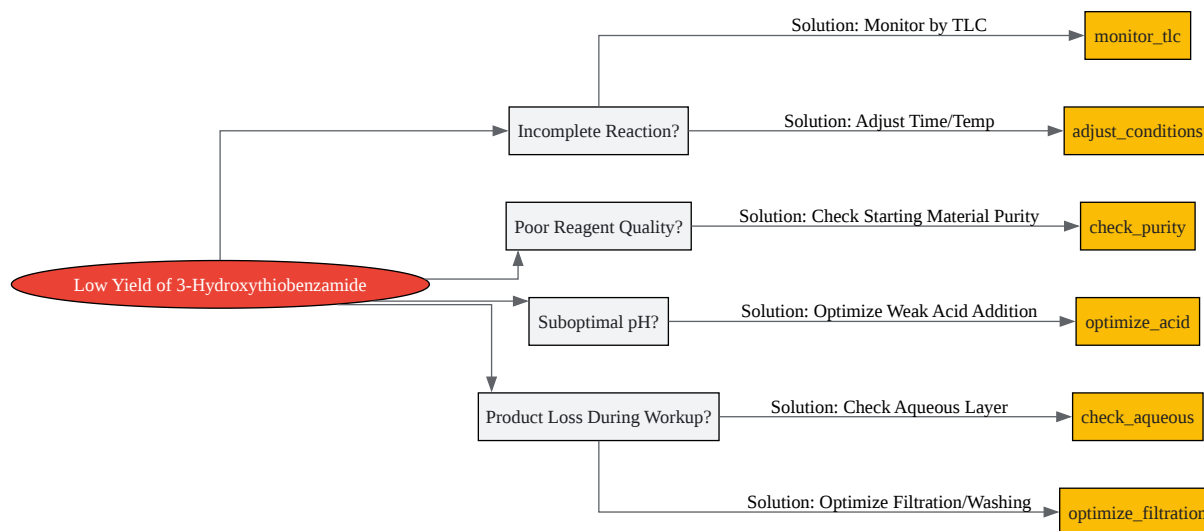 Solution: Monitor by TLC
monitor_tlc
Incomplete Reaction?
Solution: Adjust Time/Temp
adjust_conditions
Poor Reagent Quality?
Solution: Check Starting Material Purity
check_purity
Low Yield of 3-Hydroxythiobenzamide
Suboptimal pH?
Solution: Optimize Weak Acid Addition
optimize_acid
Product Loss During Workup?
Solution: Check Aqueous Layer
check_aqueous
Solution: Optimize Filtration/Washing
optimize_filtration